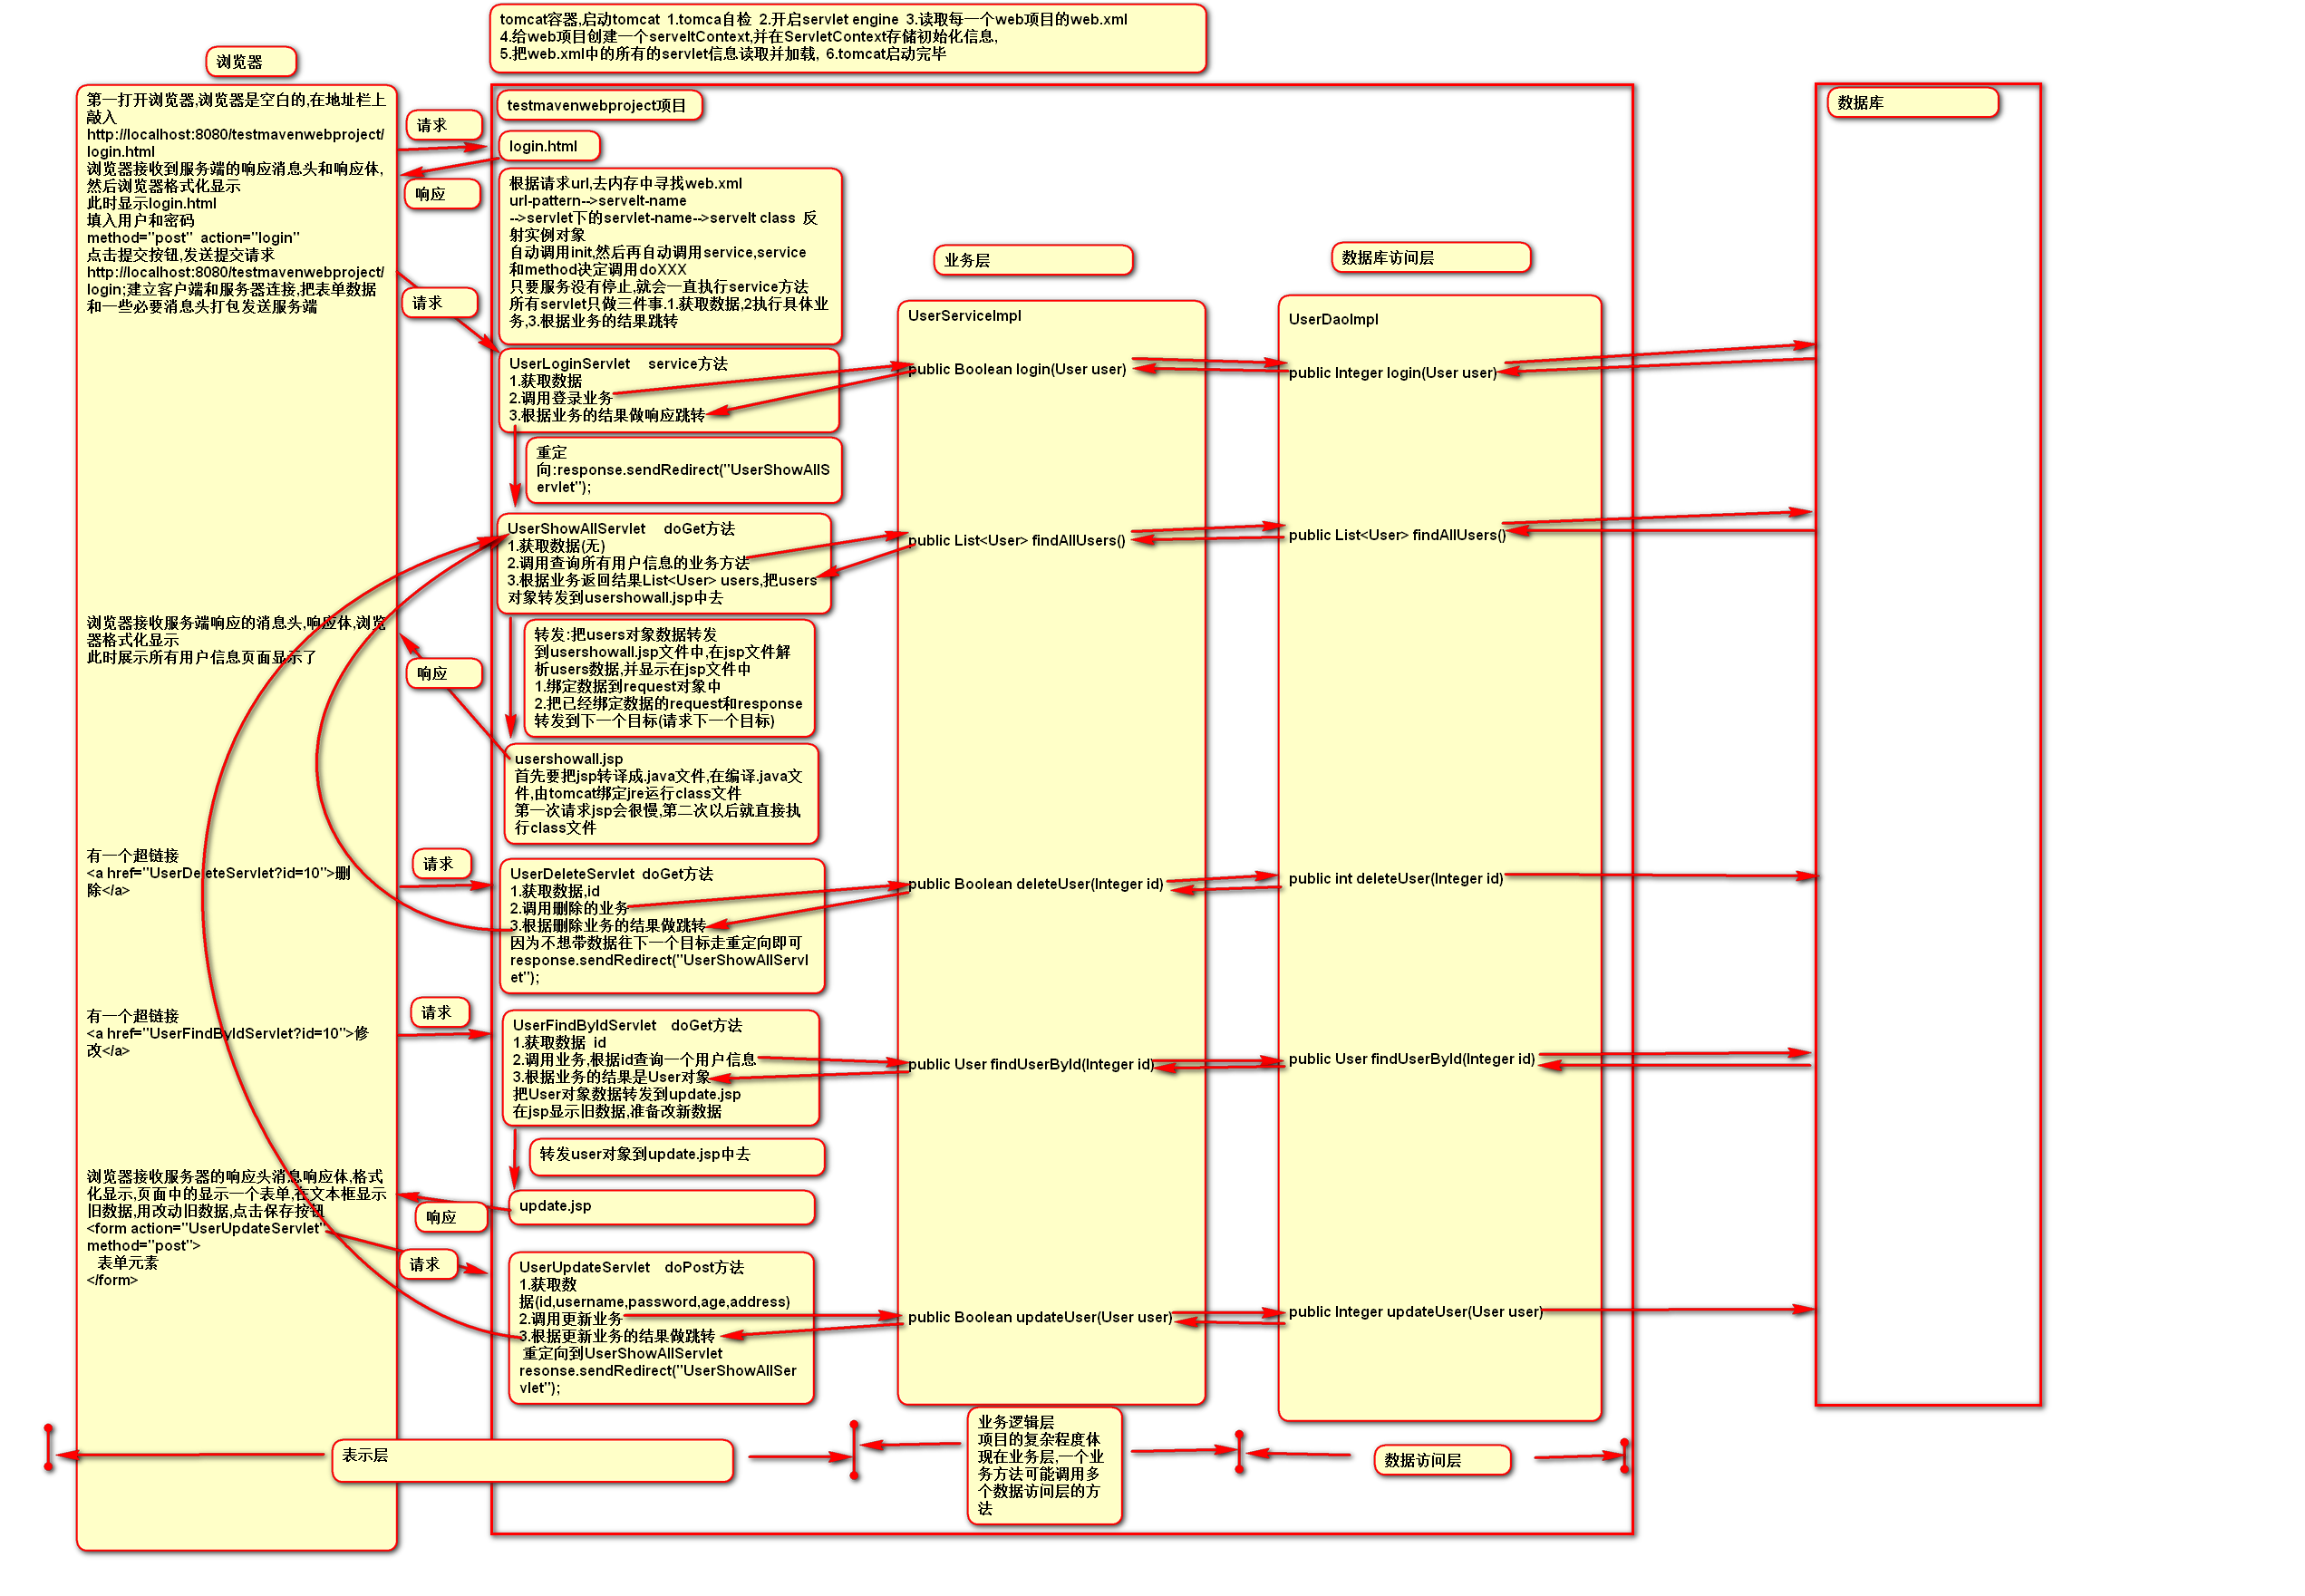 tomcat容器,启动tomcat  1.tomca自检  2.开启servlet engine  3.读取每一个web项目的web.xml
4.给web项目创建一个serveltContext,并在ServletContext存储初始化信息,
5.把web.xml中的所有的servlet信息读取并加载,  6.tomcat启动完毕
浏览器
第一打开浏览器,浏览器是空白的,在地址栏上
敲入
http://localhost:8080/testmavenwebproject/
login.html
浏览器接收到服务端的响应消息头和响应体,
然后浏览器格式化显示
此时显示login.html
填入用户和密码
method="post"  action="login"
点击提交按钮,发送提交请求
http://localhost:8080/testmavenwebproject/
login;建立客户端和服务器连接,把表单数据
和一些必要消息头打包发送服务端
请求
响应
请求
testmavenwebproject项目
login.html
根据请求url,去内存中寻找web.xml
url-pattern-->servelt-name
-->servlet下的servlet-name-->servelt class  反
射实例对象
自动调用init,然后再自动调用service,service
和method决定调用doXXX
只要服务没有停止,就会一直执行service方法
所有servlet只做三件事.1.获取数据,2执行具体业
务,3.根据业务的结果跳转
UserLoginServlet    service方法
1.获取数据
2.调用登录业务
3.根据业务的结果做响应跳转
重定
向:response.sendRedirect("UserShowAllS
ervlet");
UserShowAllServlet    doGet方法
1.获取数据(无)
2.调用查询所有用户信息的业务方法
3.根据业务返回结果List<User> users,把users
对象转发到usershowall.jsp中去
浏览器接收服务端响应的消息头,响应体,浏览
器格式化显示
此时展示所有用户信息页面显示了
响应
转发:把users对象数据转发
到usershowall.jsp文件中,在jsp文件解
析users数据,并显示在jsp文件中
1.绑定数据到request对象中
2.把已经绑定数据的request和response
转发到下一个目标(请求下一个目标)
usershowall.jsp
首先要把jsp转译成.java文件,在编译.java文
件,由tomcat绑定jre运行class文件
第一次请求jsp会很慢,第二次以后就直接执
行class文件
有一个超链接
<a href="UserDeleteServlet?id=10">删
除</a>
请求
UserDeleteServlet  doGet方法
1.获取数据,id
2.调用删除的业务
3.根据删除业务的结果做跳转
因为不想带数据往下一个目标走重定向即可
response.sendRedirect("UserShowAllServl
et");
有一个超链接
<a href="UserFindByIdServlet?id=10">修
改</a>
请求
UserFindByIdServlet    doGet方法
1.获取数据  id
2.调用业务,根据id查询一个用户信息
3.根据业务的结果是User对象
把User对象数据转发到update.jsp
在jsp显示旧数据,准备改新数据
转发user对象到update.jsp中去
update.jsp
浏览器接收服务器的响应头消息响应体,格式
化显示,页面中的显示一个表单,在文本框显示
旧数据,用改动旧数据,点击保存按钮
<form action="UserUpdateServlet"
method="post">
表单元素
</form>
响应
请求
UserUpdateServlet    doPost方法
1.获取数
据(id,username,password,age,address)
2.调用更新业务
3.根据更新业务的结果做跳转
重定向到UserShowAllServlet
resonse.sendRedirect("UserShowAllSer
vlet");
业务层
UserServiceImpl
public Boolean login(User user)
public List<User> findAllUsers()
public Boolean deleteUser(Integer id)
public User findUserById(Integer id)
public Boolean updateUser(User user)
数据库访问层
UserDaoImpl
public Integer login(User user)
public List<User> findAllUsers()
public int deleteUser(Integer id)
public User findUserById(Integer id)
public Integer updateUser(User user)
数据库
表示层
业务逻辑层
项目的复杂程度体
现在业务层,一个业
务方法可能调用多
个数据访问层的方
法
数据访问层